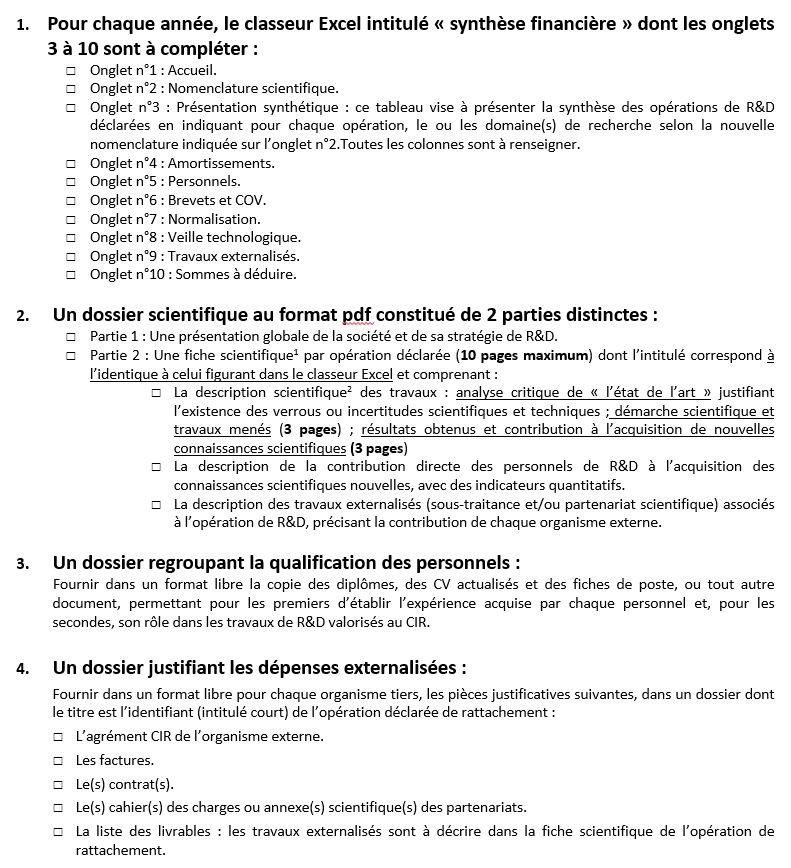 1. Pour chaque année, le classeur Excel intitulé « synthèse financière » dont les onglets
3 à 10 sont à compléter :
□ Onglet n°1 : Accueil.
□ Onglet n°2 : Nomenclature scientifique.
□ Onglet n°3 : Présentation synthétique : ce tableau vise à présenter la synthèse des opérations de R&D
déclarées en indiquant pour chaque opération, le ou les domaine(s) de recherche selon la nouvelle
nomenclature indiquée sur l'onglet n°2.Toutes les colonnes sont à renseigner.
□ Onglet n°4 : Amortissements.
□ Onglet n°5 : Personnels.
□ Onglet n°6 : Brevets et COV.
□ Onglet n°7 : Normalisation.
□ Onglet n°8 : Veille technologique.
□ Onglet n°9 : Travaux externalisés.
□ Onglet n°10 : Sommes à déduire.
2. Un dossier scientifique au format pdf constitué de 2 parties distinctes :
□ Partie 1 : Une présentation globale de la société et de sa stratégie de R&D.
□ Partie 2 : Une fiche scientifique¹ par opération déclarée (10 pages maximum) dont l'intitulé correspond à
l'identique à celui figurant dans le classeur Excel et comprenant :
□ La description scientifique² des travaux : analyse critique de « l'état de l'art » justifiant
l'existence des verrous ou incertitudes scientifiques et techniques ; démarche scientifique et
travaux menés (3 pages) ; résultats obtenus et contribution à l'acquisition de nouvelles
connaissances scientifiques (3 pages)
□ La description de la contribution directe des personnels de R&D à l'acquisition des
connaissances scientifiques nouvelles, avec des indicateurs quantitatifs.
□ La description des travaux externalisés (sous-traitance et/ou partenariat scientifique) associés
à l'opération de R&D, précisant la contribution de chaque organisme externe.
3. Un dossier regroupant la qualification des personnels :
Fournir dans un format libre la copie des diplômes, des CV actualisés et des fiches de poste, ou tout autre
document, permettant pour les premiers d'établir l'expérience acquise par chaque personnel et, pour les
secondes, son rôle dans les travaux de R&D valorisés au CIR.
4. Un dossier justifiant les dépenses externalisées :
Fournir dans un format libre pour chaque organisme tiers, les pièces justificatives suivantes, dans un dossier dont
le titre est l'identifiant (intitulé court) de l'opération déclarée de rattachement :
□ L'agrément CIR de l'organisme externe.
□ Les factures.
□ Le(s) contrat(s).
□ Le(s) cahier(s) des charges ou annexe(s) scientifique(s) des partenariats.
□ La liste des livrables : les travaux externalisés sont à décrire dans la fiche scientifique de l'opération de
rattachement.